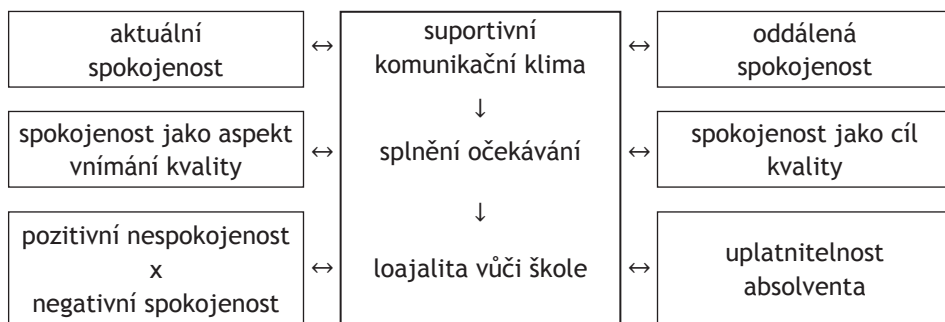 aktuální
spokojenost
↔
suportivní
komunikační klima
↔
oddálená
spokojenost
↓
spokojenost jako aspekt
vnímání kvality
↔
splnění očekávání
↔
spokojenost jako cíl
kvality
↓
pozitivní nespokojenost
x
negativní spokojenost
↔
loajalita vůči škole
↔
uplatnitelnost
absolventa